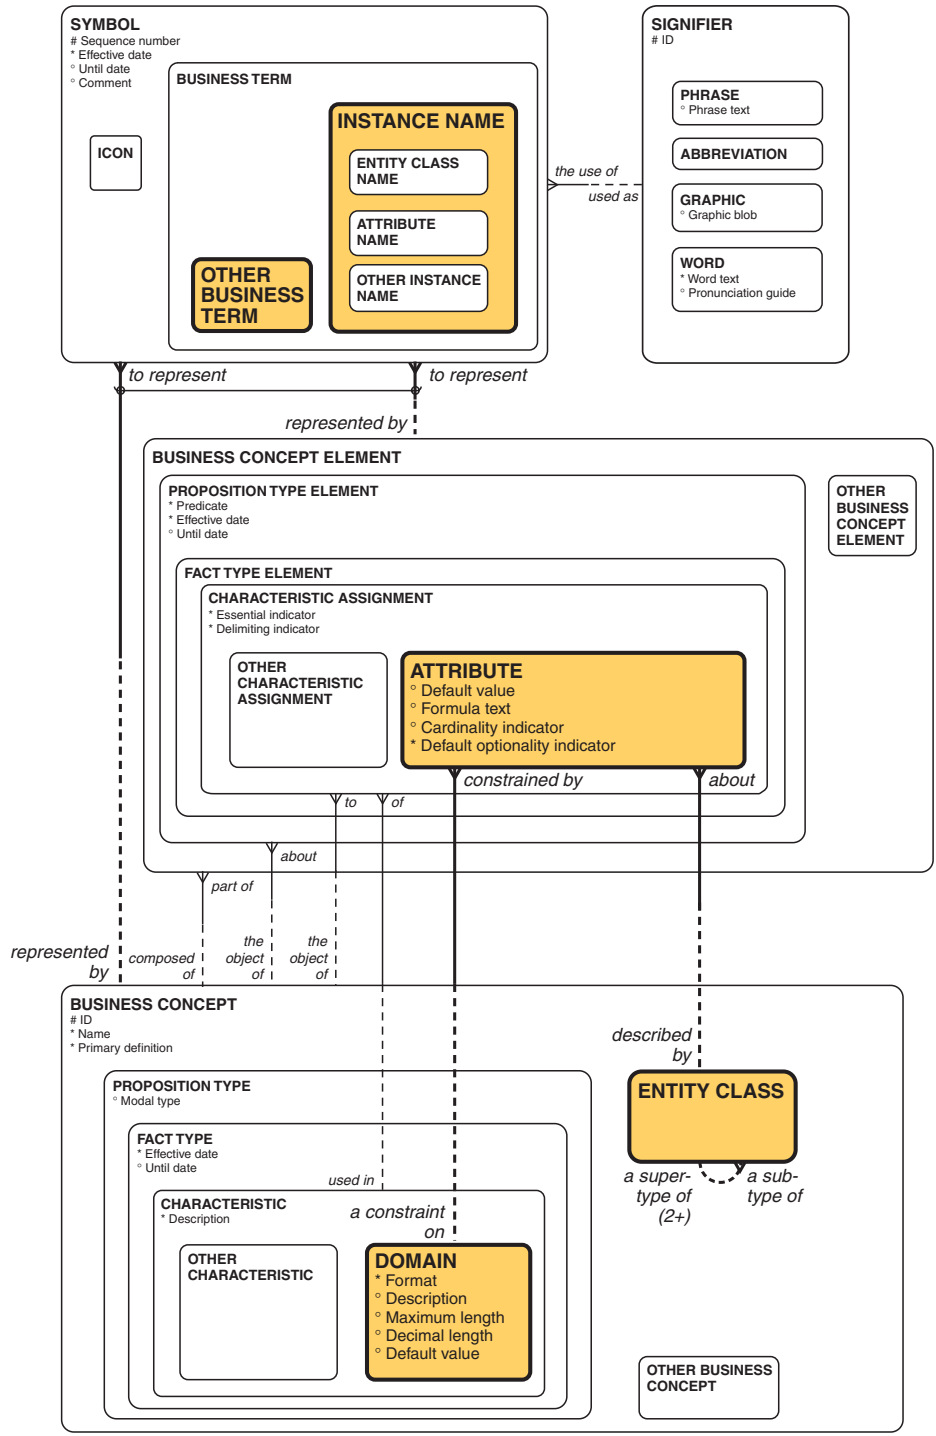 SYMBOL
# Sequence number
* Effective date
° Until date
° Comment
BUSINESS TERM
INSTANCE NAME
ENTITY CLASS
NAME
ATTRIBUTE
NAME
OTHER INSTANCE
NAME
ICON
OTHER
BUSINESS
TERM
the use of
used as
SIGNIFIER
# ID
PHRASE
° Phrase text
ABBREVIATION
GRAPHIC
° Graphic blob
WORD
* Word text
° Pronunciation guide
to represent
to represent
represented by
BUSINESS CONCEPT ELEMENT
PROPOSITION TYPE ELEMENT
* Predicate
* Effective date
° Until date
OTHER
BUSINESS
CONCEPT
ELEMENT
FACT TYPE ELEMENT
CHARACTERISTIC ASSIGNMENT
* Essential indicator
* Delimiting indicator
OTHER
CHARACTERISTIC
ASSIGNMENT
ATTRIBUTE
° Default value
° Formula text
° Cardinality indicator
* Default optionality indicator
constrained by
about
to
of
about
part of
represented
by
composed
of
the
object
of
the
object
of
BUSINESS CONCEPT
# ID
* Name
* Primary definition
described
by
PROPOSITION TYPE
° Modal type
ENTITY CLASS
FACT TYPE
* Effective date
° Until date
a super-
type of
(2+)
a sub-
type of
used in
CHARACTERISTIC
* Description
a constraint
on
OTHER
CHARACTERISTIC
DOMAIN
* Format
° Description
° Maximum length
° Decimal length
° Default value
OTHER BUSINESS
CONCEPT